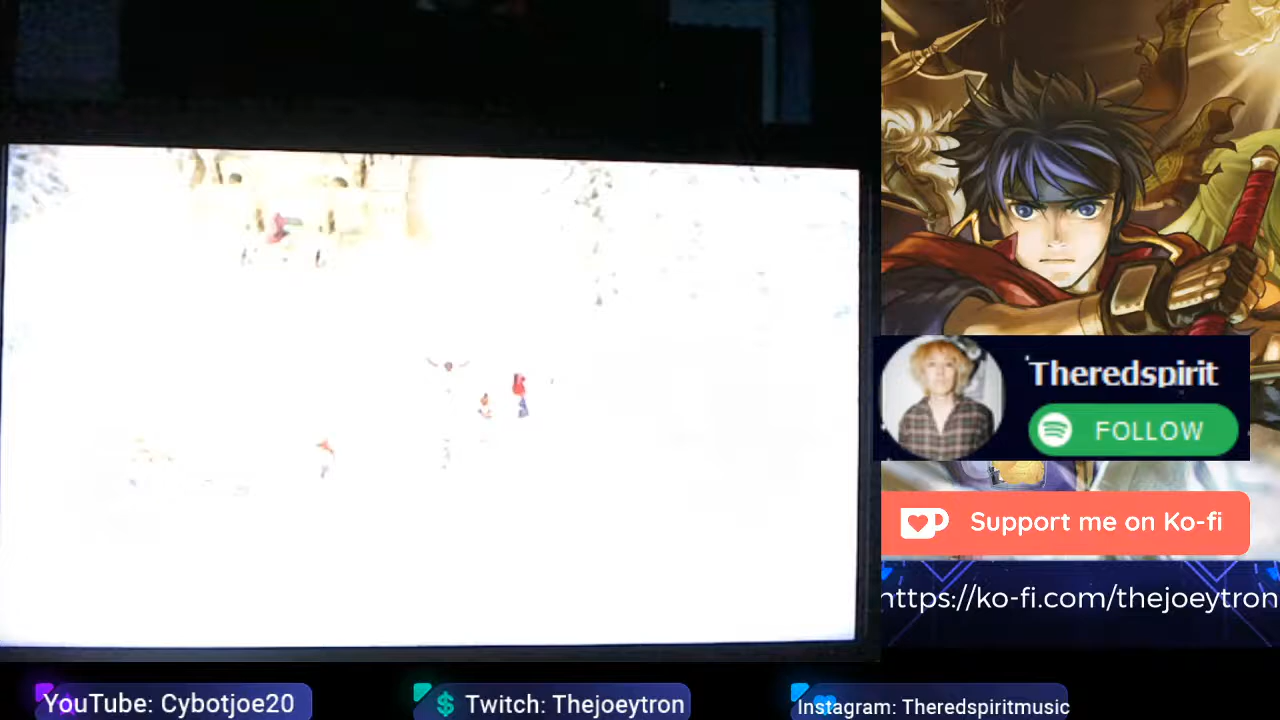 Theredspirit
FOLLOW
Support me on Ko-fi
https://ko-fi.com/thejoeytron
YouTube: Cybotjoe20
Twitch: Thejoeytron
Instagram: Theredspiritmusic